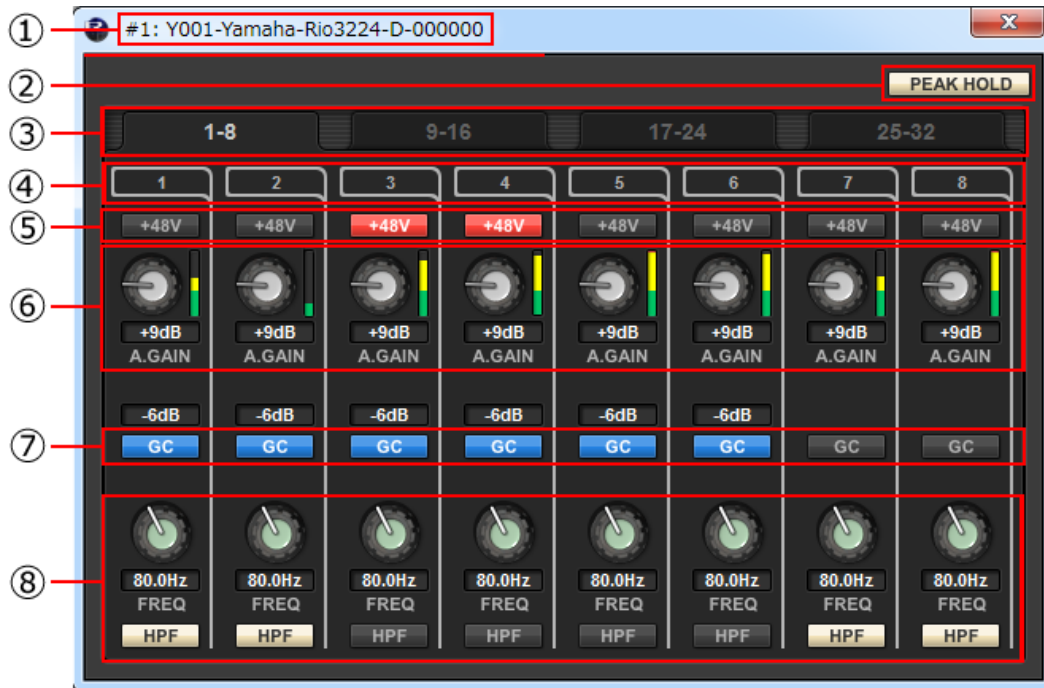 ① #1: Y001-Yamaha-Rio3224-D-000000
② PEAK HOLD
③ 1-8 9-16 17-24 25-32
④ 1 2 3 4 5 6 7 8
⑤ +48V +48V +48V +48V +48V +48V +48V +48V
⑥
+9dB +9dB +9dB +9dB +9dB +9dB +9dB +9dB
A.GAIN A.GAIN A.GAIN A.GAIN A.GAIN A.GAIN A.GAIN A.GAIN
-6dB -6dB -6dB -6dB -6dB -6dB
⑦ GC GC GC GC GC GC GC GC
⑧ 80.0Hz 80.0Hz 80.0Hz 80.0Hz 80.0Hz 80.0Hz 80.0Hz 80.0Hz
FREQ FREQ FREQ FREQ FREQ FREQ FREQ FREQ
HPF HPF HPF HPF HPF HPF HPF HPF